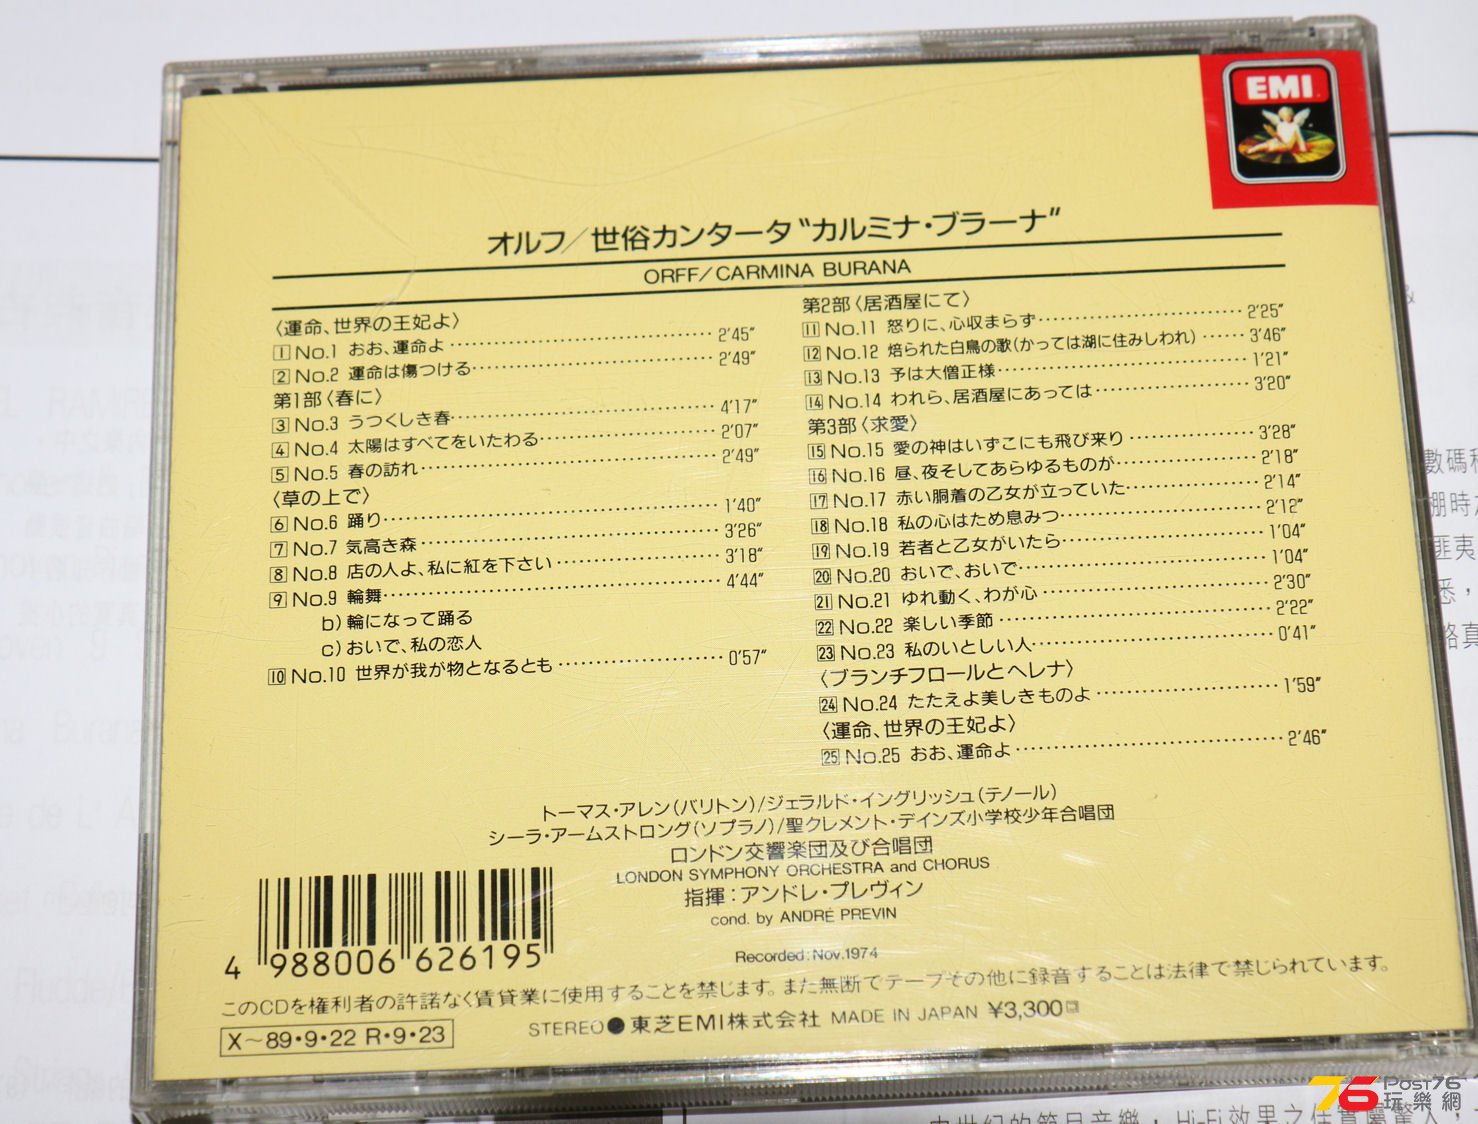 EMI
オルフ/世俗カンタータ“カルミナ・ブラーナ”
ORFF/CARMINA BURANA
〈運命、世界の王妃よ〉
1 No.1 おお、運命よ 2′45″
2 No.2 運命は傷つける 2′49″
第1部〈春に〉
3 No.3 うつくしき春 4′17″
4 No.4 太陽はすべてをいたわる 2′07″
5 No.5 春の訪れ 2′49″
〈草の上で〉
6 No.6 踊り 1′40″
7 No.7 気高き森 3′26″
8 No.8 店の人よ、私に紅を下さい 3′18″
9 No.9 輪舞 4′44″
b) 輪になって踊る
c) おいで、私の恋人
10 No.10 世界が我が物となるとも 0′57″
第2部〈居酒屋にて〉
11 No.11 怒りに、心収まらず 2′25″
12 No.12 焙られた白鳥の歌(かっては湖に住みしわれ) 3′46″
13 No.13 予は大僧正様 1′21″
14 No.14 われら、居酒屋にあっては 3′20″
第3部〈求愛〉
15 No.15 愛の神はいずこにも飛び来り 3′28″
16 No.16 昼、夜そしてあらゆるものが 2′18″
17 No.17 赤い胴着の乙女が立っていた 2′14″
18 No.18 私の心はため息みつ 2′12″
19 No.19 若者と乙女がいたら 1′04″
20 No.20 おいで、おいで 1′04″
21 No.21 ゆれ動く、わが心 2′30″
22 No.22 楽しい季節 2′22″
23 No.23 私のいとしい人 0′41″
〈ブランチフロールとヘレナ〉
24 No.24 たたえよ美しきものよ 1′59″
〈運命、世界の王妃よ〉
25 No.25 おお、運命よ 2′46″
トーマス・アレン(バリトン)/ジェラルド・イングリッシュ(テノール)
シーラ・アームストロング(ソプラノ)/聖クレメント・デインズ小学校少年合唱団
ロンドン交響楽団及び合唱団
LONDON SYMPHONY ORCHESTRA and CHORUS
指揮:アンドレ・プレヴィン
cond. by ANDRÉ PREVIN
Recorded: Nov.1974
4 988006 626195
このCDを権利者の許諾なく賃貸業に使用することを禁じます。また無断でテープその他に録音することは法律で禁じられています。
X~89・9・22 R・9・23
STEREO●東芝EMI株式会社 MADE IN JAPAN ¥3,300
76 Post76
玩樂網